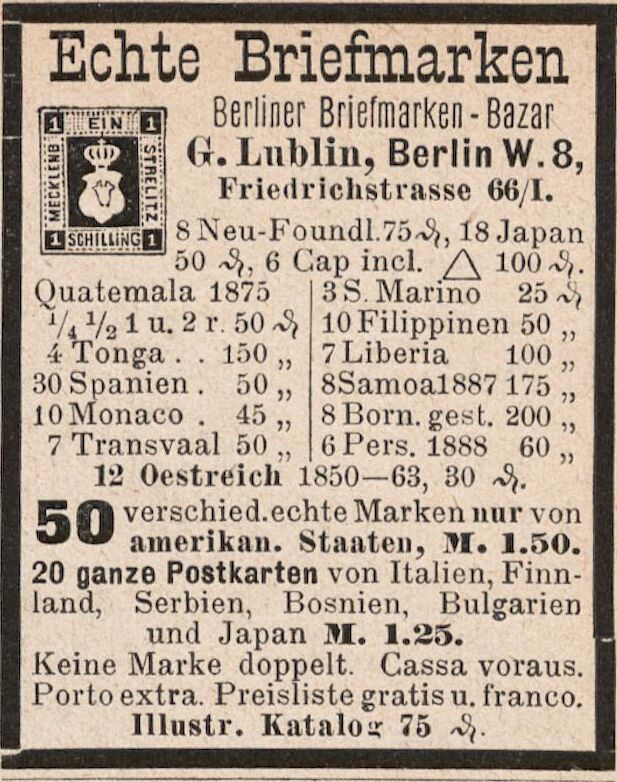 Echte Briefmarken
Berliner Briefmarken-Bazar
G. Lublin, Berlin W. 8,
Friedrichstrasse 66/I.
1 EIN 1
MECKLENB
STRELITZ
1 SCHILLING 1
8 Neu-Foundl. 75 ₰, 18 Japan
50 ₰, 6 Cap incl. △ 100 ₰.
Quatemala 1875
1/4 1/2 1 u. 2 r. 50 ₰
4 Tonga . . 150 „
30 Spanien . 50 „
10 Monaco . 45 „
7 Transvaal 50 „
3 S. Marino 25 ₰
10 Filippinen 50 „
7 Liberia 100 „
8 Samoa 1887 175 „
8 Born. gest. 200 „
6 Pers. 1888 60 „
12 Oestreich 1850—63, 30 ₰.
50 verschied. echte Marken nur von
amerikan. Staaten, M. 1.50.
20 ganze Postkarten von Italien, Finn-
land, Serbien, Bosnien, Bulgarien
und Japan M. 1.25.
Keine Marke doppelt. Cassa voraus.
Porto extra. Preisliste gratis u. franco.
Illustr. Katalog 75 ₰.